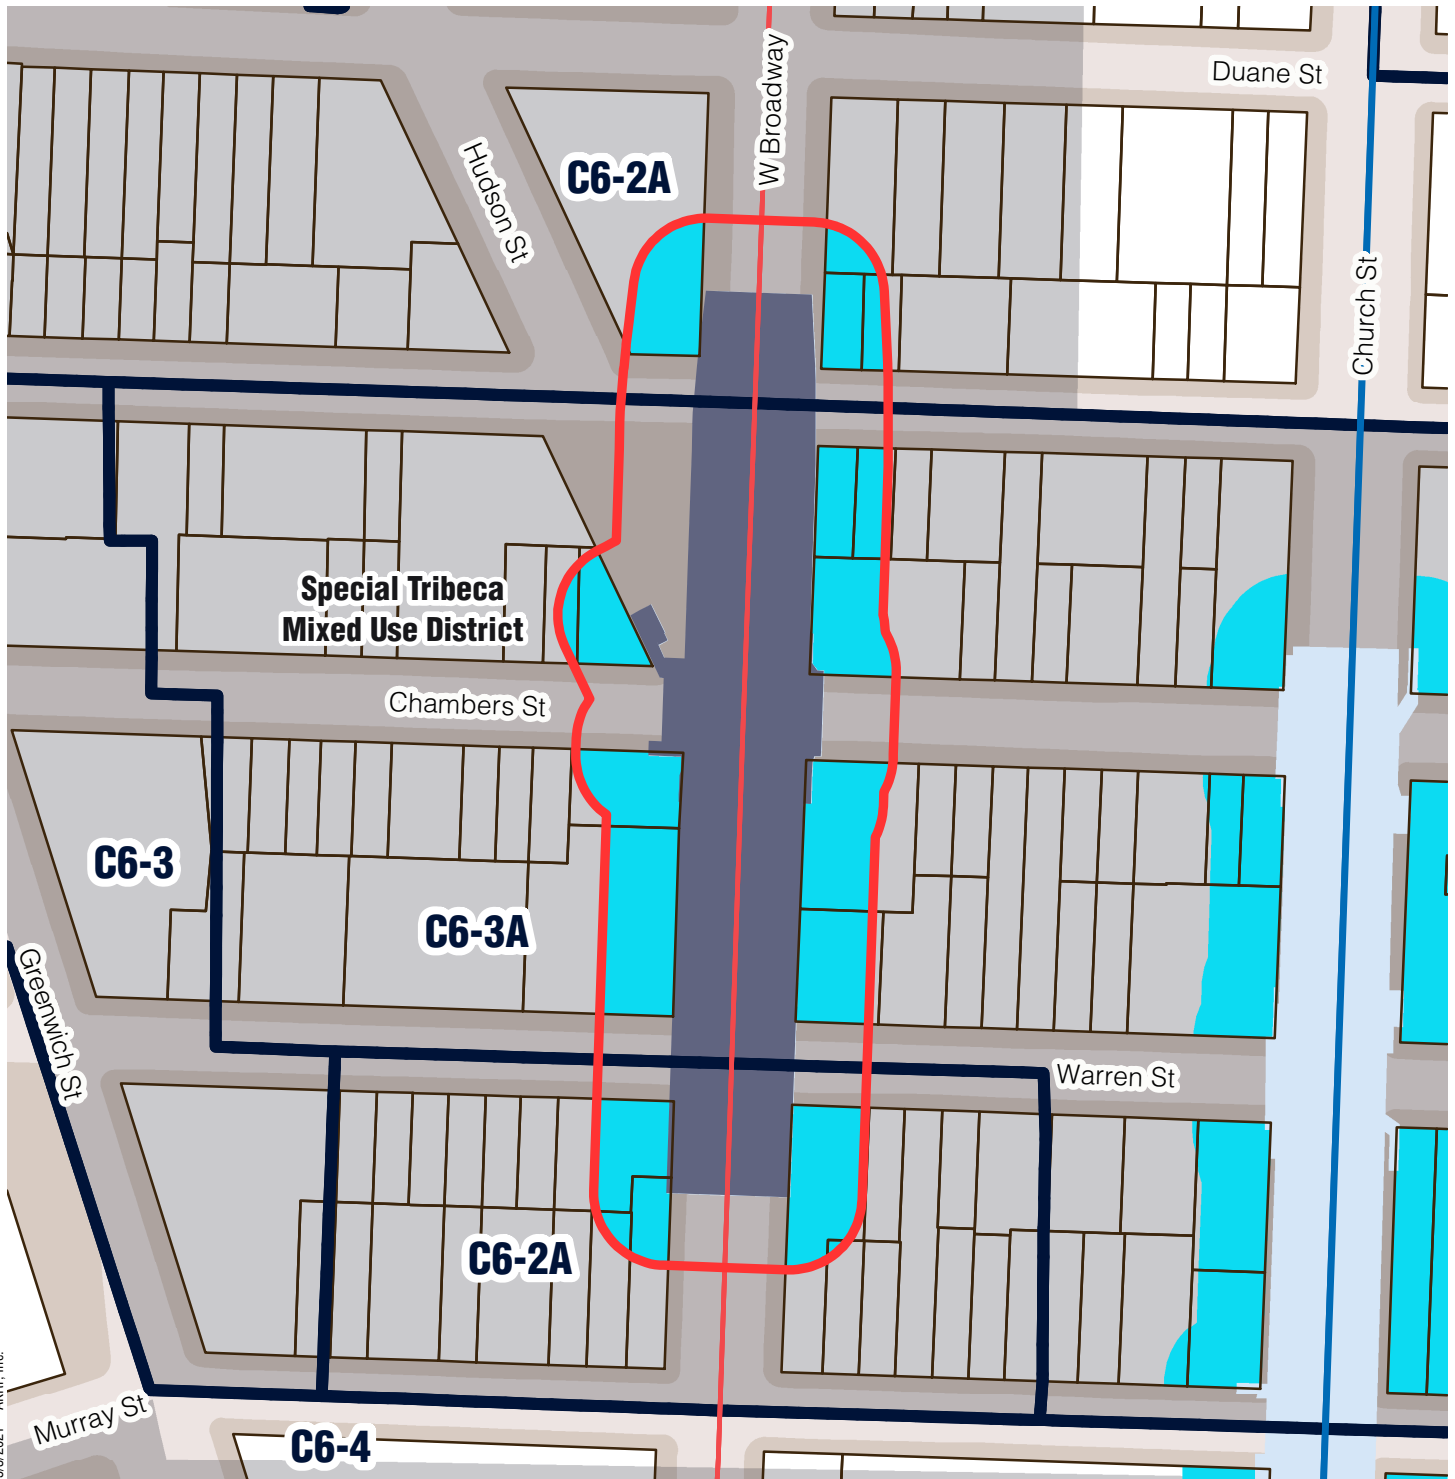 Duane St
W Broadway
Hudson St
C6-2A
Church St
Special Tribeca
Mixed Use District
Chambers St
C6-3
C6-3A
Greenwich St
Warren St
C6-2A
Murray St
C6-4